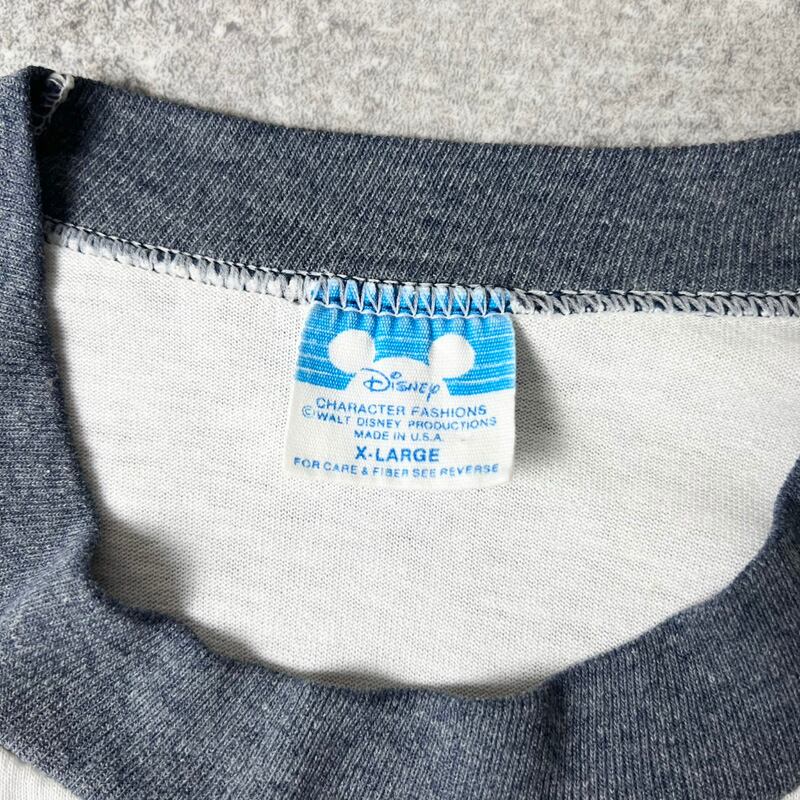 Disney
CHARACTER FASHIONS
©WALT DISNEY PRODUCTIONS
MADE IN U.S.A.
X-LARGE
FOR CARE & FIBER SEE REVERSE